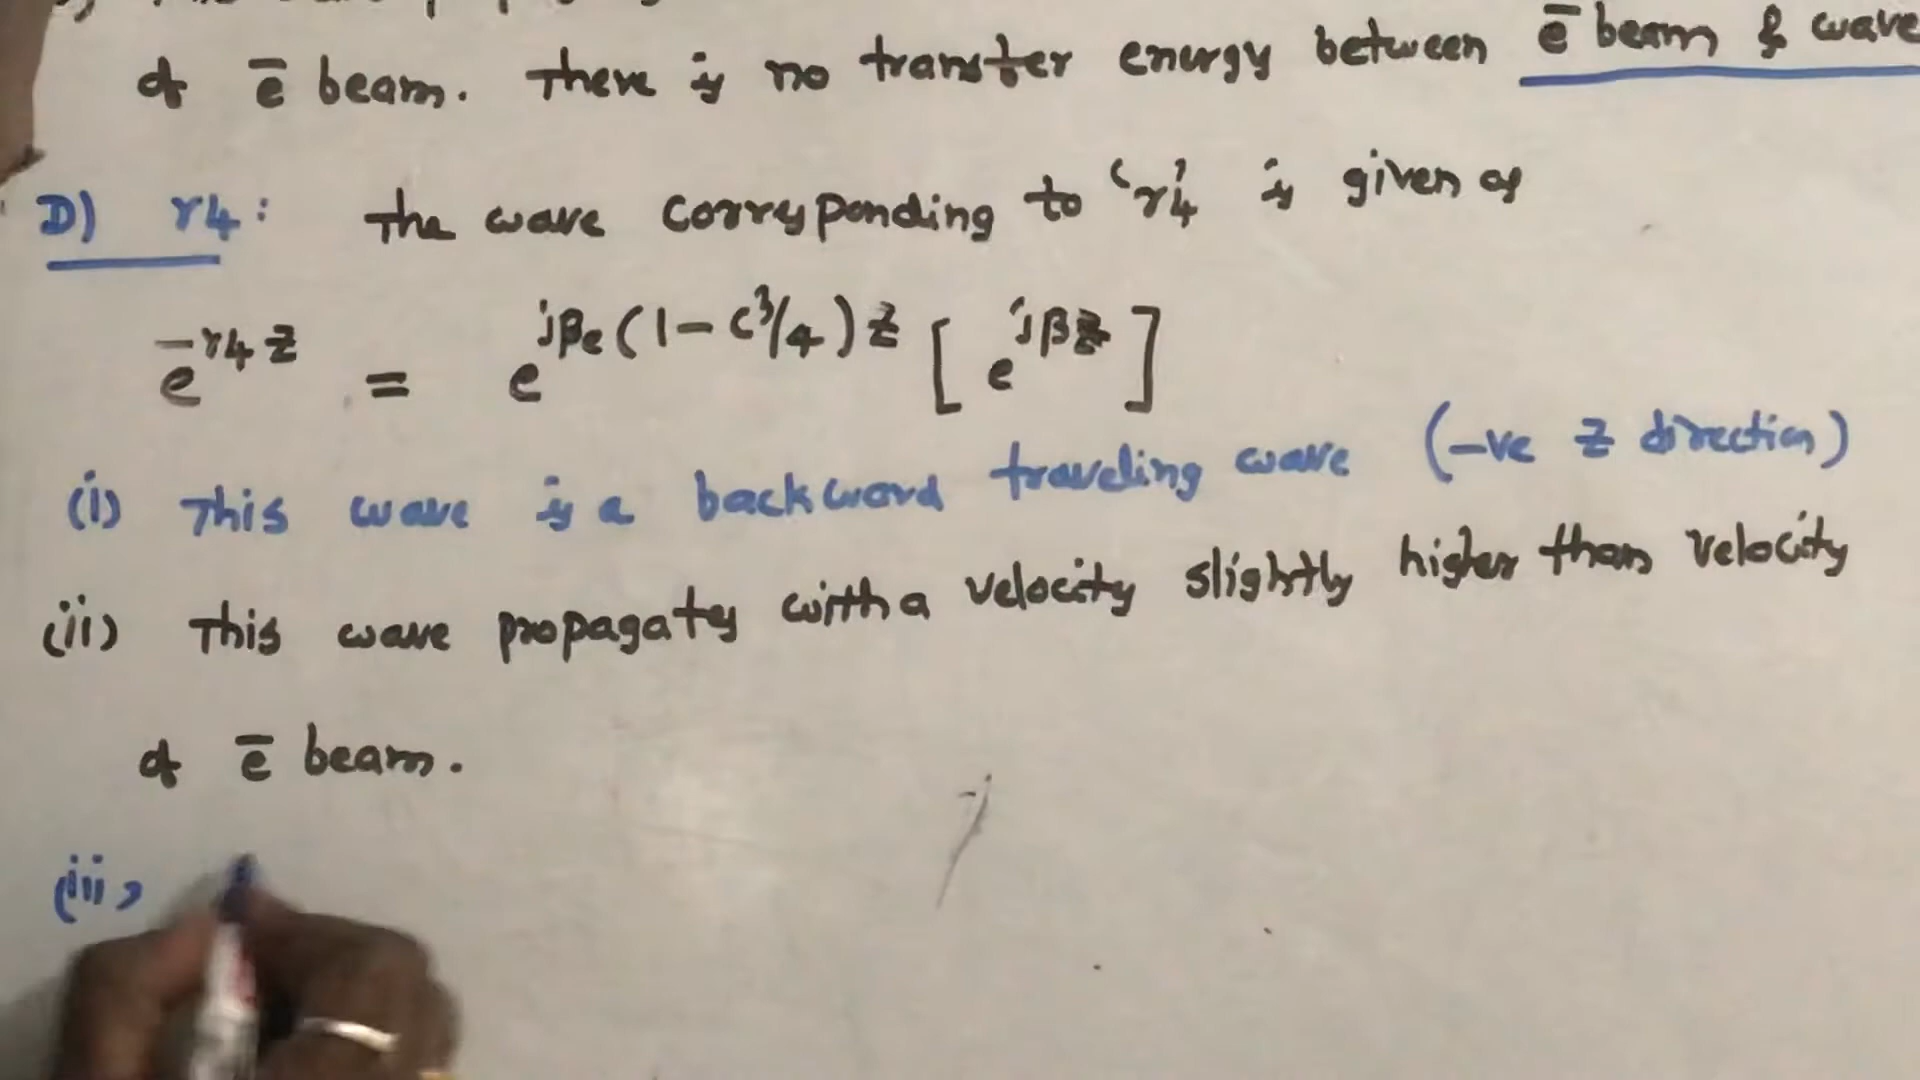 of ē beam. There is no transfer energy between ē beam & wave
D) γ4: The wave corresponding to 'γ4' is given as
e^{-γ4 z} = e^{jβe(1-C³/4)z} [e^{jβz}]
(i) This wave is a backword traveling wave (-ve z direction)
(ii) This wave propagates with a velocity slightly higher than velocity
of ē beam.
(iii)